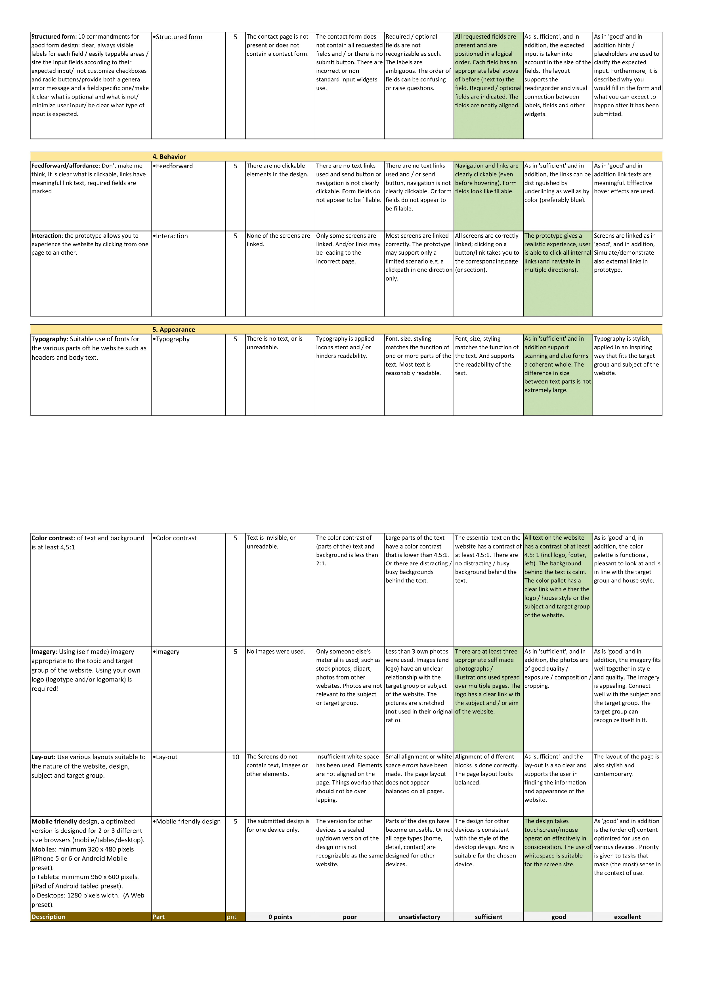 Structured form: 10 commandments for
good form design: clear, always visible
labels for each field / easily tappable areas /
size the input fields according to their
expected input/  not customize checkboxes
and radio buttons/provide both a general
error message and a field specific one/make
it clear what is optional and what is not/
minimize user input/ be clear what type of
input is expected.
•Structured form
5
The contact page is not
present or does not
contain a contact form.
The contact form does
not contain all requested
fields and / or there is no
submit button. There are
incorrect or non
standard input widgets
use.
Required / optional
fields are not
recognizable as such.
The labels are
ambiguous. The order of
fields can be confusing
or raise questions.
All requested fields are
present and are
positioned in a logical
order. Each field has an
appropriate label above
of before (next to) the
field. Required / optional
fields are indicated. The
fields are neatly aligned.
As 'sufficient', and in
addition, the expected
input is taken into
account in the size of the
fields. The layout
supports the
readingorder and visual
connection between
labels, fields and other
widgets.
As in 'good' and in
addition hints /
placeholders are used to
clarify the expected
input. Furthermore, it is
described why you
would fill in the form and
what you can expect to
happen after it has been
submitted.
4. Behavior
Feedforward/affordance: Don't make me
think, it is clear what is clickable, links have
meaningful link text, required fields are
marked
•Feedforward
5
There are no clickable
elements in the design.
There are no text links
used and send button or
navigation is not clearly
clickable. Form fields do
not appear to be fillable.
There are no text links
used and / or send
button, navigation is not
clearly clickable. Or form
fields do not appear to
be fillable.
Navigation and links are
clearly clickable (even
before hovering). Form
fields look like fillable.
As in 'sufficient' and in
addition, the links can be
distinguished by
underlining as well as by
color (preferably blue).
As in 'good' and in
addition link texts are
meaningful. Efffective
hover effects are used.
Interaction: the prototype allows you to
experience the website by clicking from one
page to an other.
•Interaction
5
None of the screens are
linked.
Only some screens are
linked. And/or links may
be leading to the
incorrect page.
Most screens are linked
correctly. The prototype
may support only a
limited scenario e.g. a
clickpath in one direction
only.
All screens are correctly
linked; clicking on a
button/link takes you to
the corresponding page
(or section).
The prototype gives a
realistic experience, user
is able to click all internal
links (and navigate in
multiple directions).
Screens are linked as in
'good', and in addition,
Simulate/demonstrate
also external links in
prototype.
5. Appearance
Typography: Suitable use of fonts for
the various parts oft he website such as
headers and body text.
•Typography
5
There is no text, or is
unreadable.
Typography is applied
inconsistent and / or
hinders readability.
Font, size, styling
matches the function of
one or more parts of the
text. Most text is
reasonably readable.
Font, size, styling
matches the function of
the text. And supports
the readability of the
text.
As in 'sufficient' and in
addition support
scanning and also forms
a coherent whole. The
difference in size
between text parts is not
extremely large.
Typography is stylish,
applied in an inspiring
way that fits the target
group and subject of the
website.
Color contrast: of text and background
is at least 4,5:1
•Color contrast
5
Text is invisible, or
unreadable.
The color contrast of
(parts of the) text and
background is less than
2:1.
Large parts of the text
have a color contrast
that is lower than 4.5:1.
Or there are distracting /
busy backgrounds
behind the text.
The essential text on the
website has a contrast of
at least 4.5:1. There are
no distracting / busy
background behind the
text.
All text on the website
has a contrast of at least
4.5: 1 (incl logo, footer,
left). The background
behind the text is calm.
The color pallet has a
clear link with either the
logo / house style or the
subject and target group
of the website.
As is 'good' and, in
addition, the color
palette is functional,
pleasant to look at and is
in line with the target
group and house style.
Imagery: Using (self made) imagery
appropriate to the topic and target
group of the website. Using your own
logo (logotype and/or logomark) is
required!
•Imagery
5
No images were used.
Only someone else's
material is used; such as
stock photos, clipart,
photos from other
websites. Photos are not
relevant to the subject
or target group.
Less than 3 own photos
were used. Images (and
logo) have an unclear
relationship with the
target group or subject
of the website. The
pictures are stretched
(not used in their original
ratio).
There are at least three
appropriate self made
photographs /
illustrations used spread
over multiple pages. The
logo has a clear link with
the subject and / or aim
of the website.
As in 'sufficient', and in
addition, the photos are
of good quality /
exposure / composition /
cropping.
As is 'good' and in
addition, the imagery fits
well together in style
and quality. The imagery
is appealing. Connect
well with the subject and
the target group. The
target group can
recognize itself in it.
Lay-out: Use various layouts suitable to
the nature of the website, design,
subject and target group.
•Lay-out
10
The Screens do not
contain text, images or
other elements.
Insufficient white space
has been used. Elements
are not aligned on the
page. Things overlap that
should not be over
lapping.
Small alignment or white
space errors have been
made. The page layout
does not appear
balanced on all pages.
Alignment of different
blocks is done correctly.
The page layout looks
balanced.
As 'sufficient'  and the
lay-out is also clear and
supports the user in
finding the information
and appearance of the
website.
The layout of the page is
also stylish and
contemporary.
Mobile friendly design, a optimized
version is designed for 2 or 3 different
size browsers (mobile/tables/desktop).
Mobiles: minimum 320 x 480 pixels
(iPhone 5 or 6 or Android Mobile
preset).
o Tablets: minimum 960 x 600 pixels.
(iPad of Android tabled preset).
o Desktops: 1280 pixels width.  (A Web
preset).
•Mobile friendly design
5
The submitted design is
for one device only.
The version for other
devices is a scaled
up/down version of the
design or is not
recognizable as the same
website.
Parts of the design have
become unusable. Or not
all page types (home,
detail, contact) are
designed for other
devices.
The design for other
devices is consistent
with the style of the
desktop design. And is
suitable for the chosen
device.
The design takes
touchscreen/mouse
operation effectively in
consideration. The use of
whitespace is suitable
for the screen size.
As 'good' and in addition
is the (order of) content
optimized for use on
various devices . Priority
is given to tasks that
make (the most) sense in
the context of use.
Description
Part
pnt
0 points
poor
unsatisfactory
sufficient
good
excellent